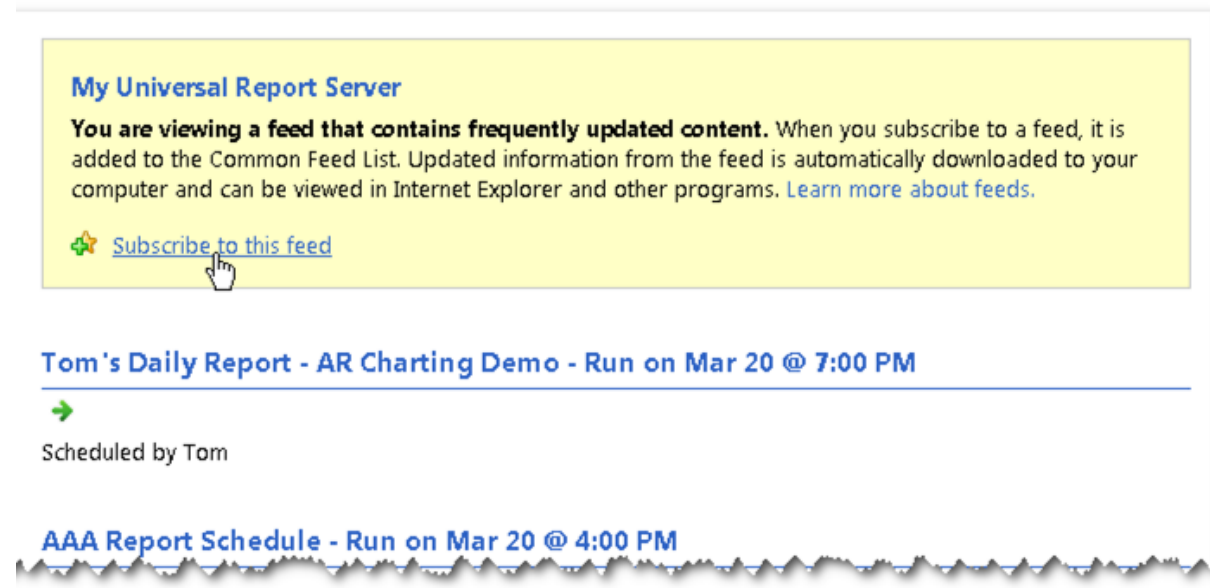 My Universal Report Server
You are viewing a feed that contains frequently updated content. When you subscribe to a feed, it is
added to the Common Feed List. Updated information from the feed is automatically downloaded to your
computer and can be viewed in Internet Explorer and other programs. Learn more about feeds.
Subscribe to this feed
Tom's Daily Report - AR Charting Demo - Run on Mar 20 @ 7:00 PM
Scheduled by Tom
AAA Report Schedule - Run on Mar 20 @ 4:00 PM